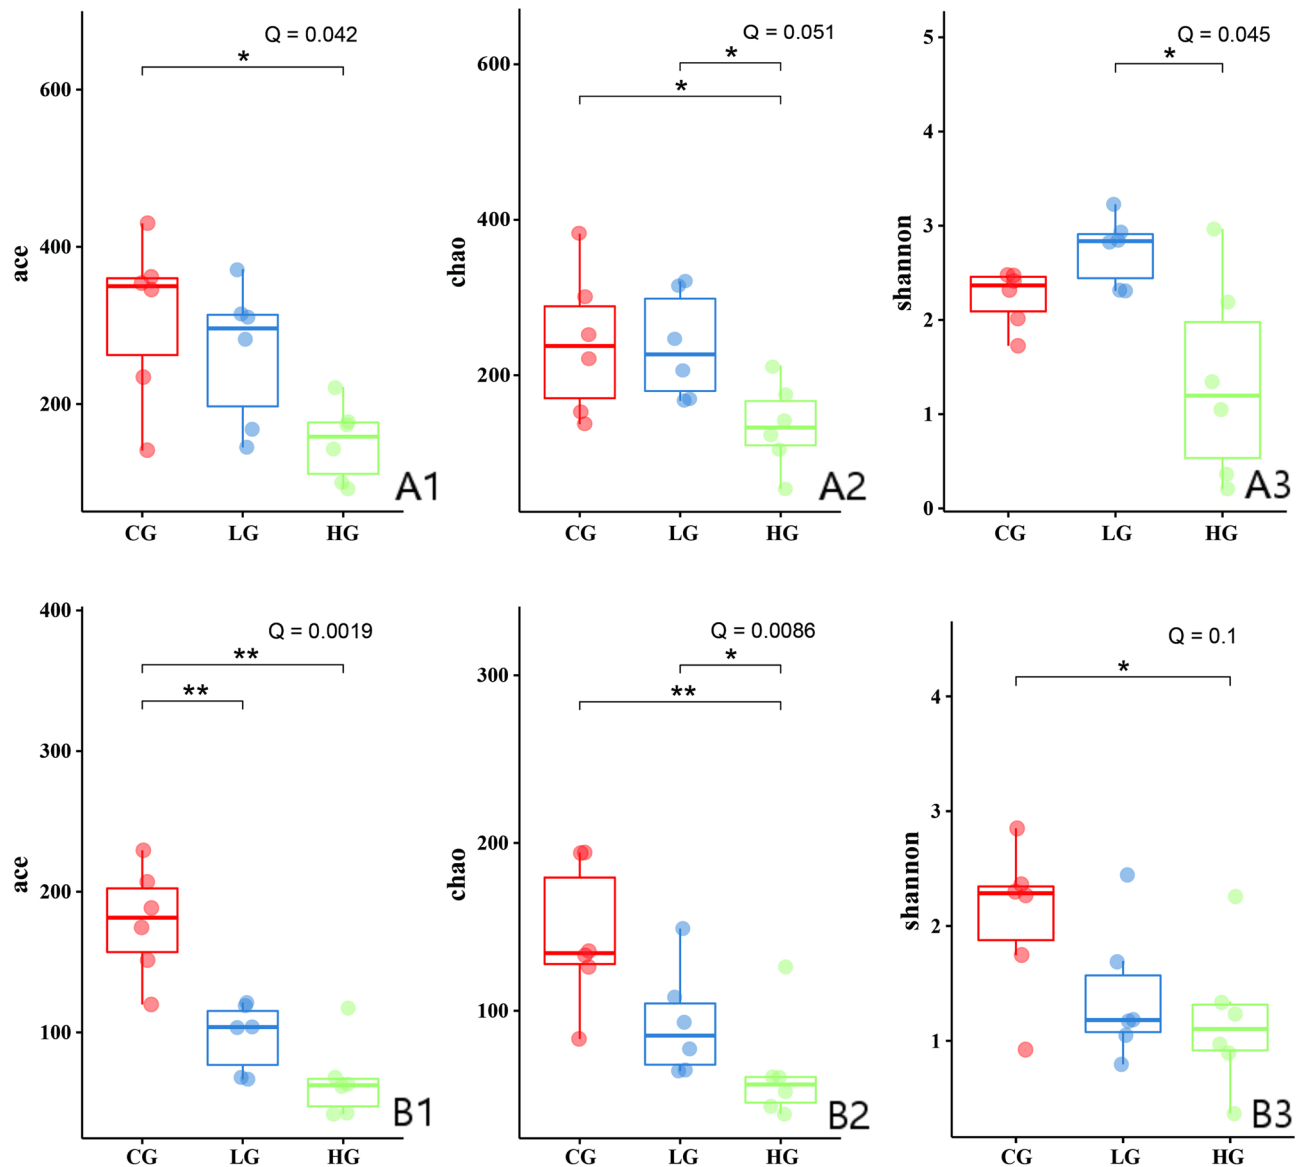 Q = 0.042
*
600
400
200
ace
CG
LG
HG
A1
Q = 0.051
*
*
600
400
200
chao
CG
LG
HG
A2
Q = 0.045
*
5
4
3
2
1
0
shannon
CG
LG
HG
A3
Q = 0.0019
**
**
400
300
200
100
ace
CG
LG
HG
B1
Q = 0.0086
*
**
300
200
100
chao
CG
LG
HG
B2
Q = 0.1
*
4
3
2
1
shannon
CG
LG
HG
B3